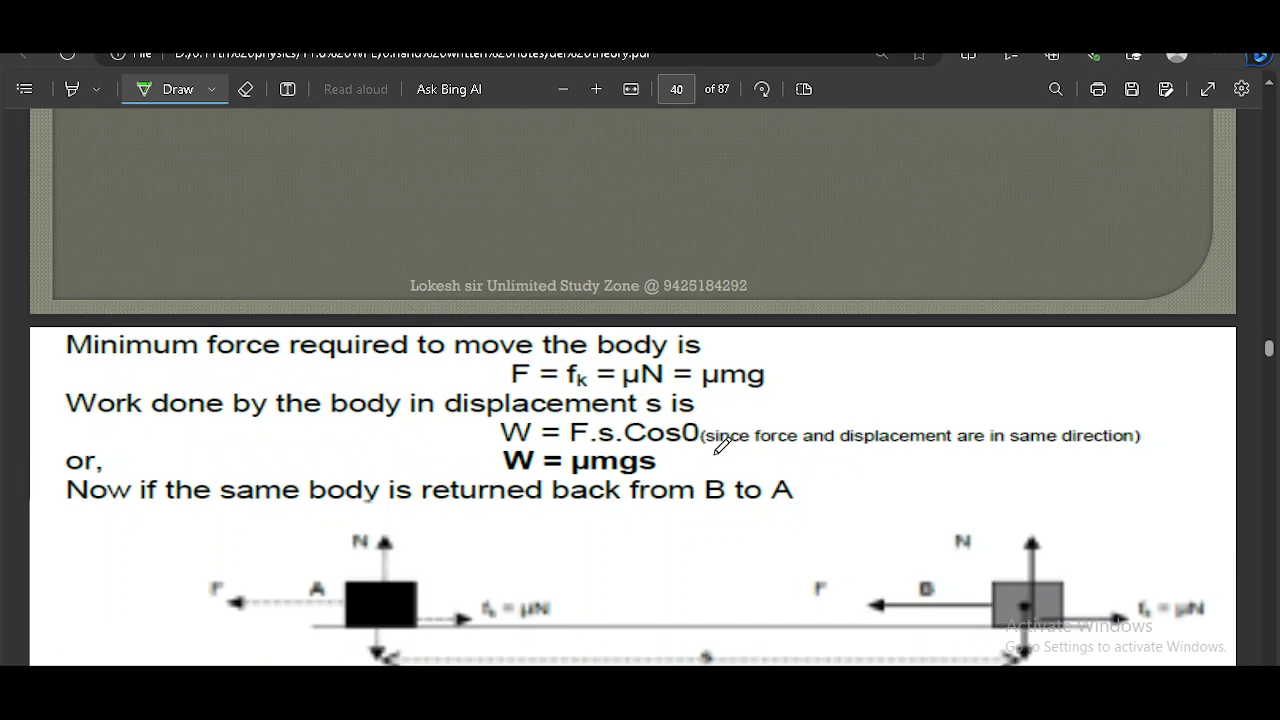 Draw
Read aloud
Ask Bing AI
40
of 87
Lokesh sir Unlimited Study Zone @ 9425184292
Minimum force required to move the body is
F = fk = µN = µmg
Work done by the body in displacement s is
W = F.s.Cos0(since force and displacement are in same direction)
or,
W = µmgs
Now if the same body is returned back from B to A
N
N
F
A
fk = µN
F
B
fk = µN
s
Activate Windows
Go to Settings to activate Windows.